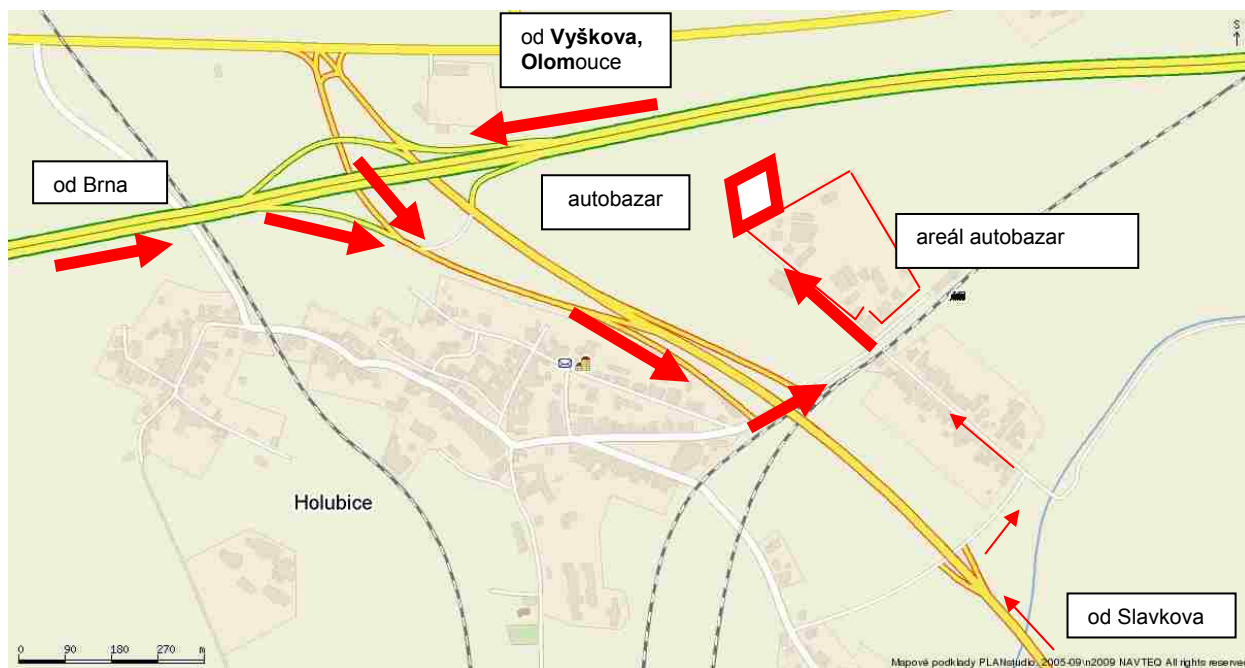 od Vyškova,
Olomouce
S
od Brna
autobazar
areál autobazar
Holubice
od Slavkova
0 90 180 270 m
Mapové podklady PLANstudio, 2005-09\n2009 NAVTEQ All rights reserve